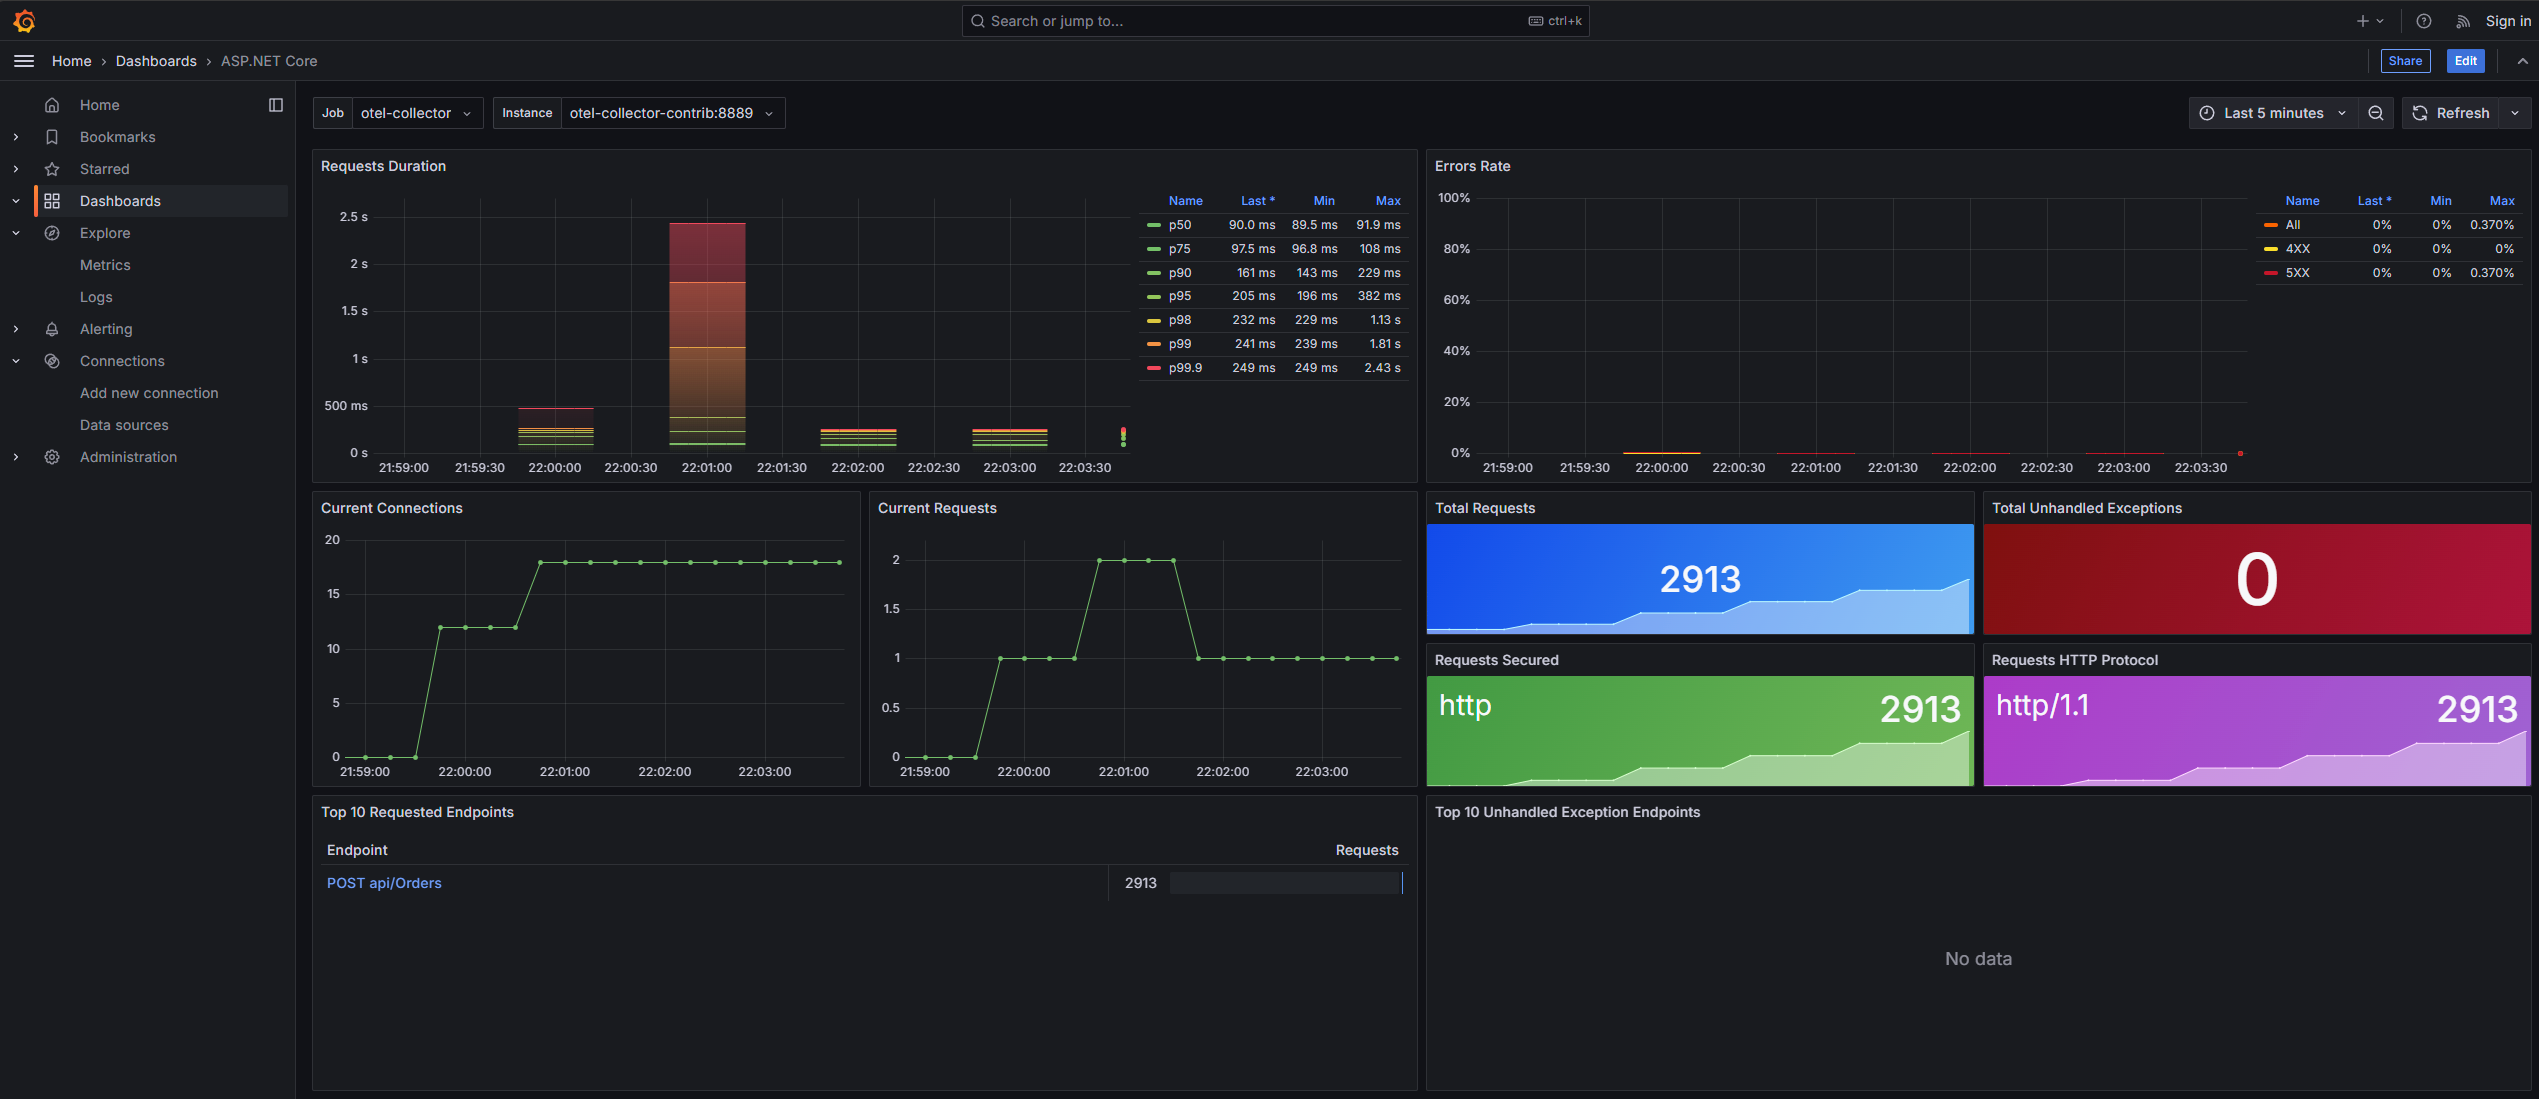 Search or jump to...
ctrl+k
Sign in
Home › Dashboards › ASP.NET Core
Share
Edit
Home
Bookmarks
Starred
Dashboards
Explore
Metrics
Logs
Alerting
Connections
Add new connection
Data sources
Administration
Job otel-collector
Instance otel-collector-contrib:8889
Last 5 minutes
Refresh
Requests Duration
2.5 s
2 s
1.5 s
1 s
500 ms
0 s
21:59:00 21:59:30 22:00:00 22:00:30 22:01:00 22:01:30 22:02:00 22:02:30 22:03:00 22:03:30
Name Last * Min Max
p50 90.0 ms 89.5 ms 91.9 ms
p75 97.5 ms 96.8 ms 108 ms
p90 161 ms 143 ms 229 ms
p95 205 ms 196 ms 382 ms
p98 232 ms 229 ms 1.13 s
p99 241 ms 239 ms 1.81 s
p99.9 249 ms 249 ms 2.43 s
Errors Rate
100%
80%
60%
40%
20%
0%
21:59:00 21:59:30 22:00:00 22:00:30 22:01:00 22:01:30 22:02:00 22:02:30 22:03:00 22:03:30
Name Last * Min Max
All 0% 0% 0.370%
4XX 0% 0% 0%
5XX 0% 0% 0.370%
Current Connections
20
15
10
5
0
21:59:00 22:00:00 22:01:00 22:02:00 22:03:00
Current Requests
2
1.5
1
0.5
0
21:59:00 22:00:00 22:01:00 22:02:00 22:03:00
Total Requests
2913
Total Unhandled Exceptions
0
Requests Secured
http 2913
Requests HTTP Protocol
http/1.1 2913
Top 10 Requested Endpoints
Endpoint Requests
POST api/Orders 2913
Top 10 Unhandled Exception Endpoints
No data